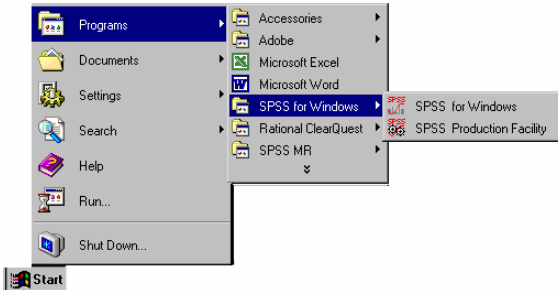 Programs
Documents
Settings
Search
Help
Run...
Shut Down...
Start
Accessories
Adobe
Microsoft Excel
Microsoft Word
SPSS for Windows
Rational ClearQuest
SPSS MR
SPSS for Windows
SPSS Production Facility